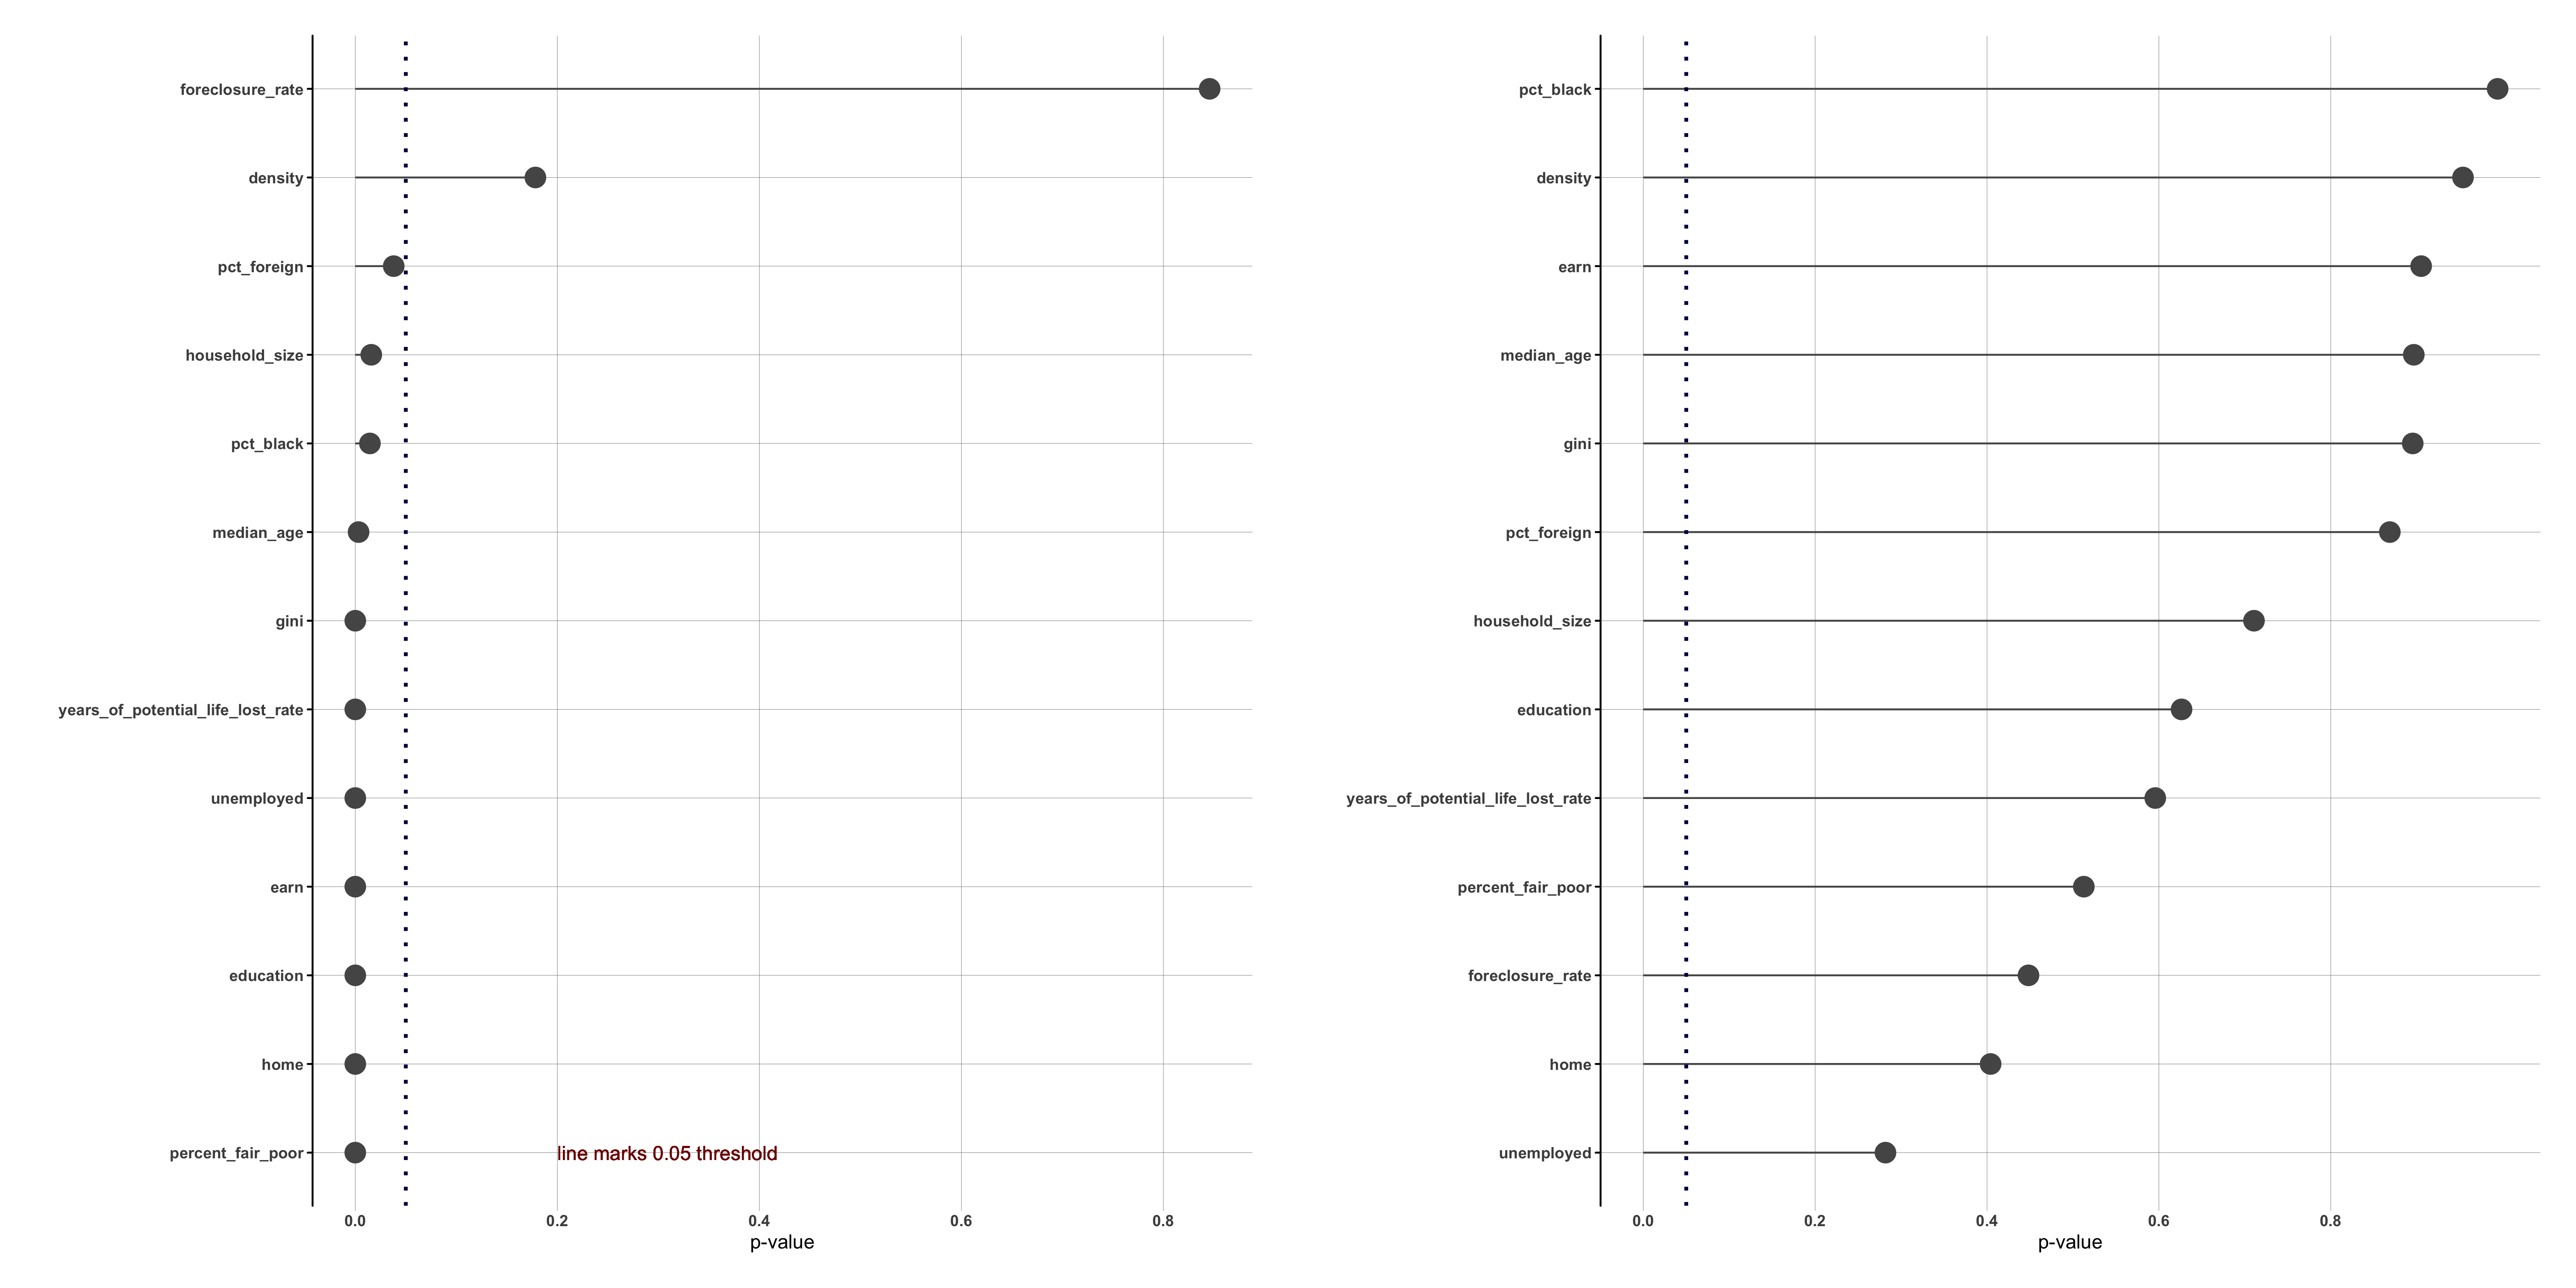 foreclosure_rate
density
pct_foreign
household_size
pct_black
median_age
gini
years_of_potential_life_lost_rate
unemployed
earn
education
home
percent_fair_poor
line marks 0.05 threshold
0.0 0.2 0.4 0.6 0.8
p-value
pct_black
density
earn
median_age
gini
pct_foreign
household_size
education
years_of_potential_life_lost_rate
percent_fair_poor
foreclosure_rate
home
unemployed
0.0 0.2 0.4 0.6 0.8
p-value